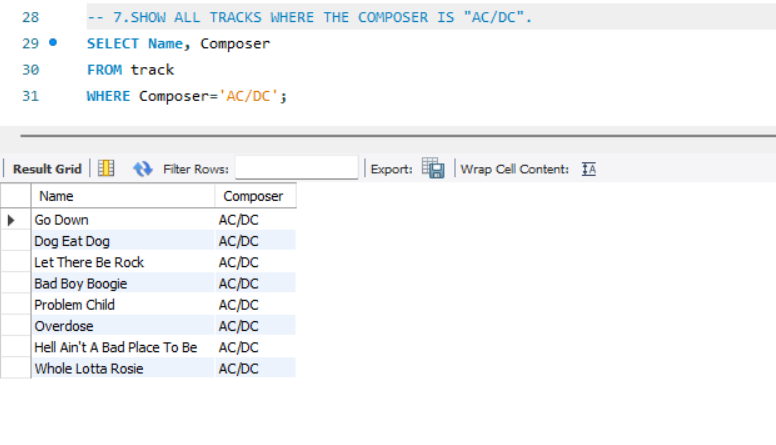 28 -- 7.SHOW ALL TRACKS WHERE THE COMPOSER IS "AC/DC".
29 SELECT Name, Composer
30 FROM track
31 WHERE Composer='AC/DC';
Result Grid Filter Rows: Export: Wrap Cell Content: IA
Name Composer
Go Down AC/DC
Dog Eat Dog AC/DC
Let There Be Rock AC/DC
Bad Boy Boogie AC/DC
Problem Child AC/DC
Overdose AC/DC
Hell Ain't A Bad Place To Be AC/DC
Whole Lotta Rosie AC/DC